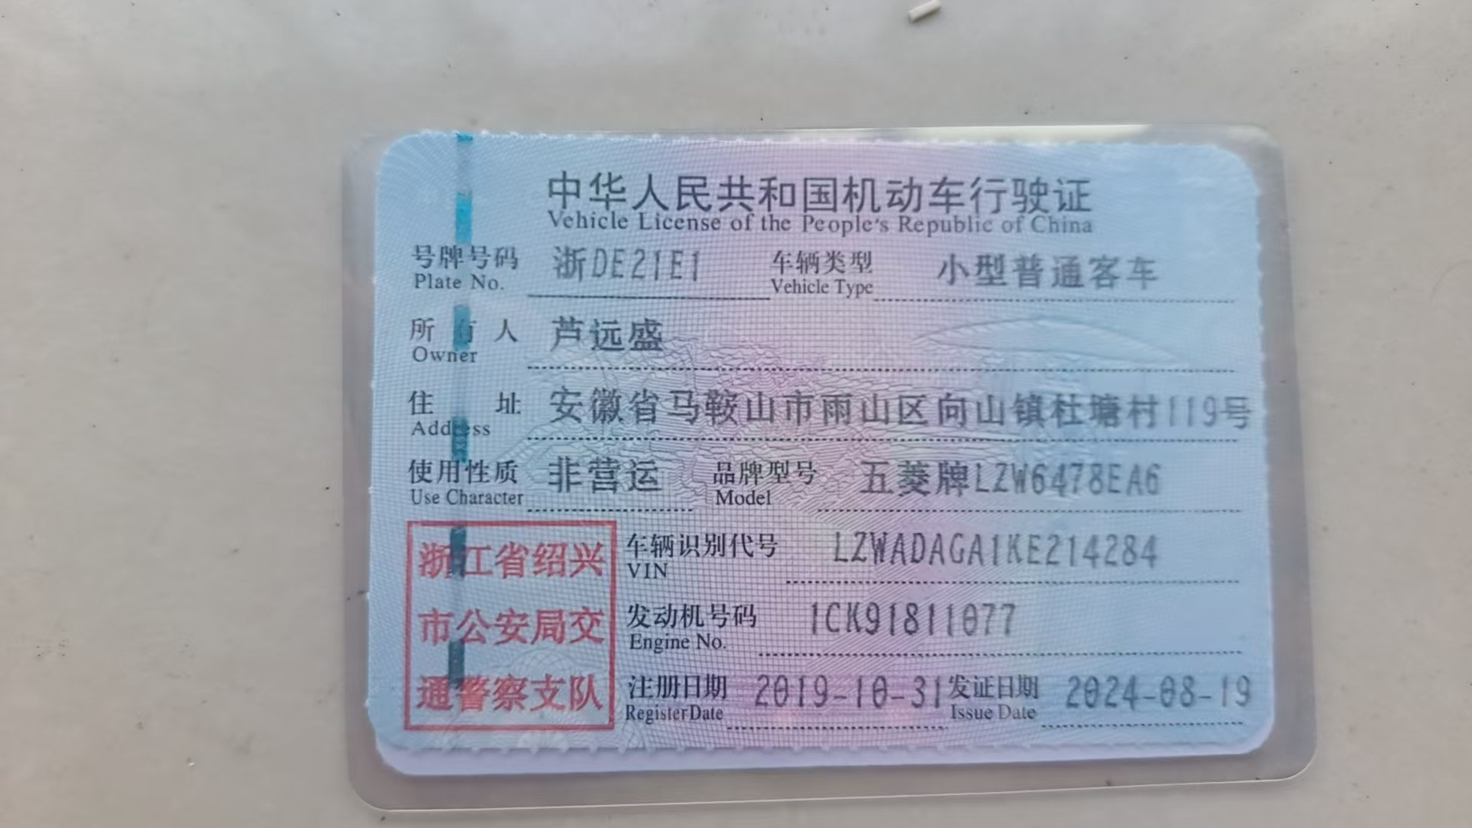 中华人民共和国机动车行驶证
Vehicle License of the People's Republic of China
号牌号码 浙DE21E1 车辆类型 小型普通客车
Plate No. Vehicle Type
所有人 芦远盛
Owner
住址 安徽省马鞍山市雨山区向山镇杜塘村119号
Address
使用性质 非营运 品牌型号 五菱牌LZW6478EA6
Use Character Model
浙江省绍兴
市公安局交
通警察支队
车辆识别代号 LZWADAGA1KE214284
VIN
发动机号码 1CK91811077
Engine No.
注册日期 2019-10-31 发证日期 2024-08-19
Register Date Issue Date